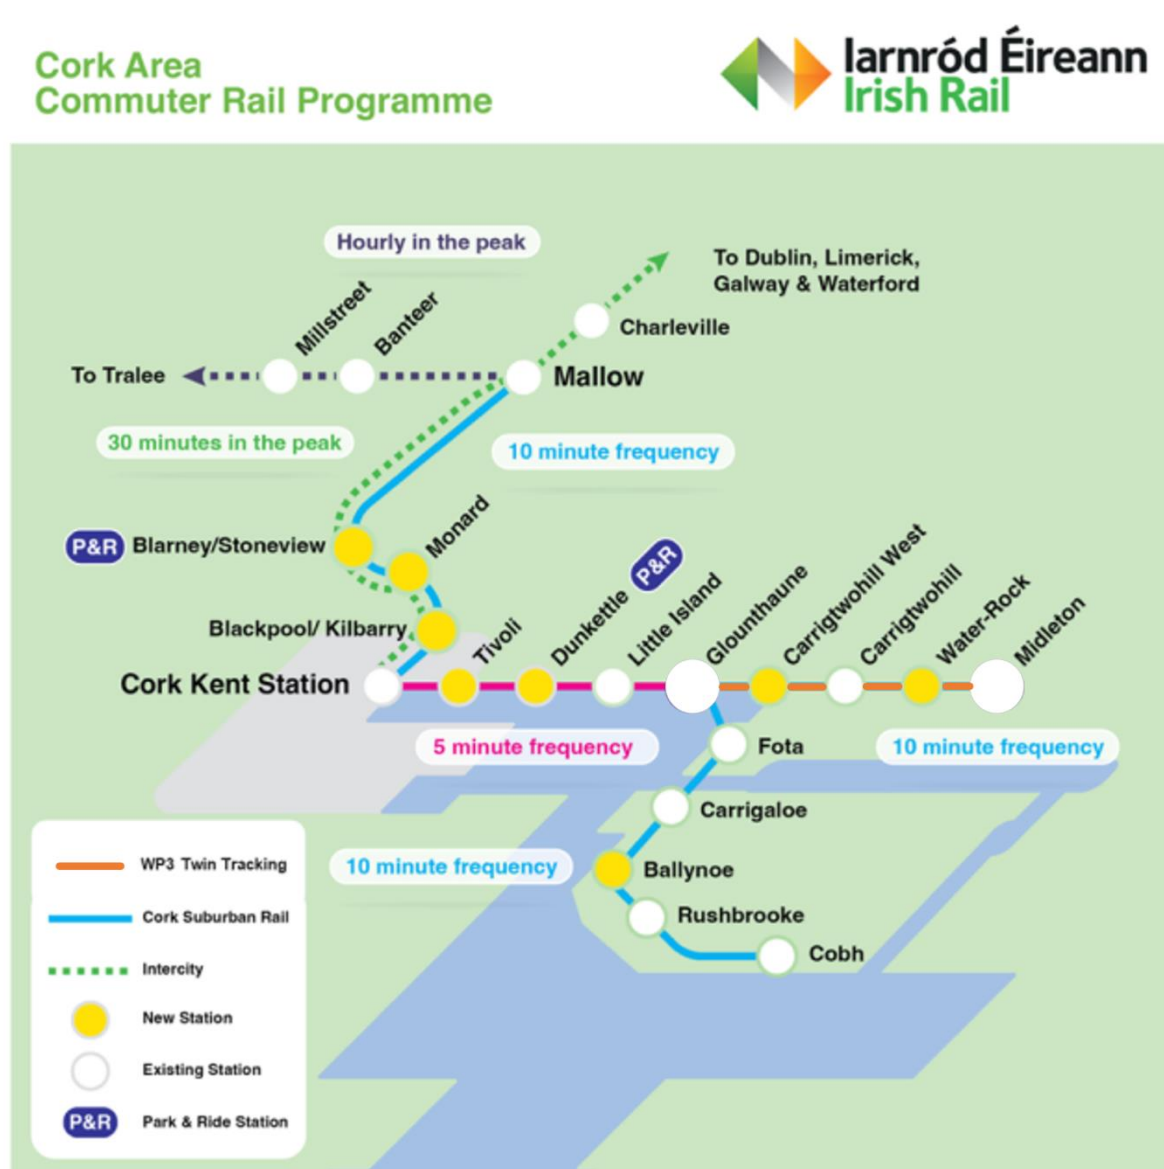 Cork Area
Commuter Rail Programme
Iarnród Éireann
Irish Rail
Hourly in the peak
To Dublin, Limerick,
Galway & Waterford
Millstreet
Banteer
Charleville
To Tralee
Mallow
30 minutes in the peak
10 minute frequency
P&R
Blarney/Stoneview
Monard
Blackpool/ Kilbarry
Cork Kent Station
Tivoli
Dunkettle
P&R
Little Island
Glounthaune
Carrigtwohill West
Carrigtwohill
Water-Rock
Midleton
5 minute frequency
Fota
10 minute frequency
Carrigaloe
10 minute frequency
Ballynoe
Rushbrooke
Cobh
WP3 Twin Tracking
Cork Suburban Rail
Intercity
New Station
Existing Station
P&R
Park & Ride Station